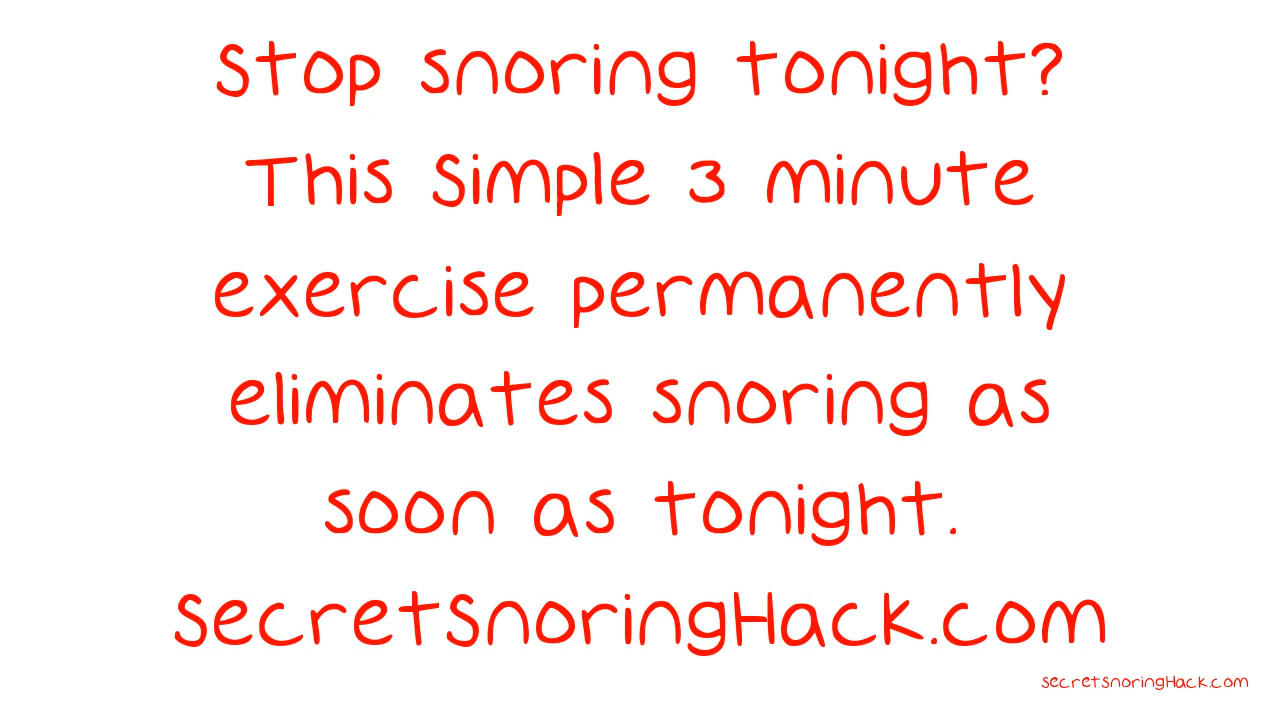 Stop snoring tonight?
This Simple 3 minute
exercise permanently
eliminates snoring as
soon as tonight.
SecretSnoringHack.com
secretsnoringHack.com